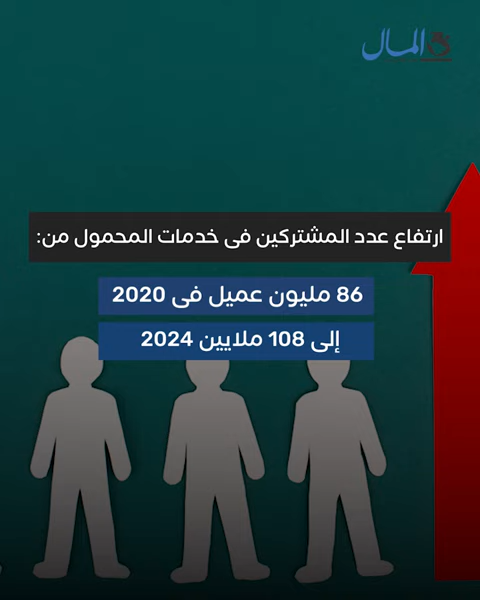 المال
ارتفاع عدد المشتركين فى خدمات المحمول من:
86 مليون عميل فى 2020
إلى 108 ملايين 2024